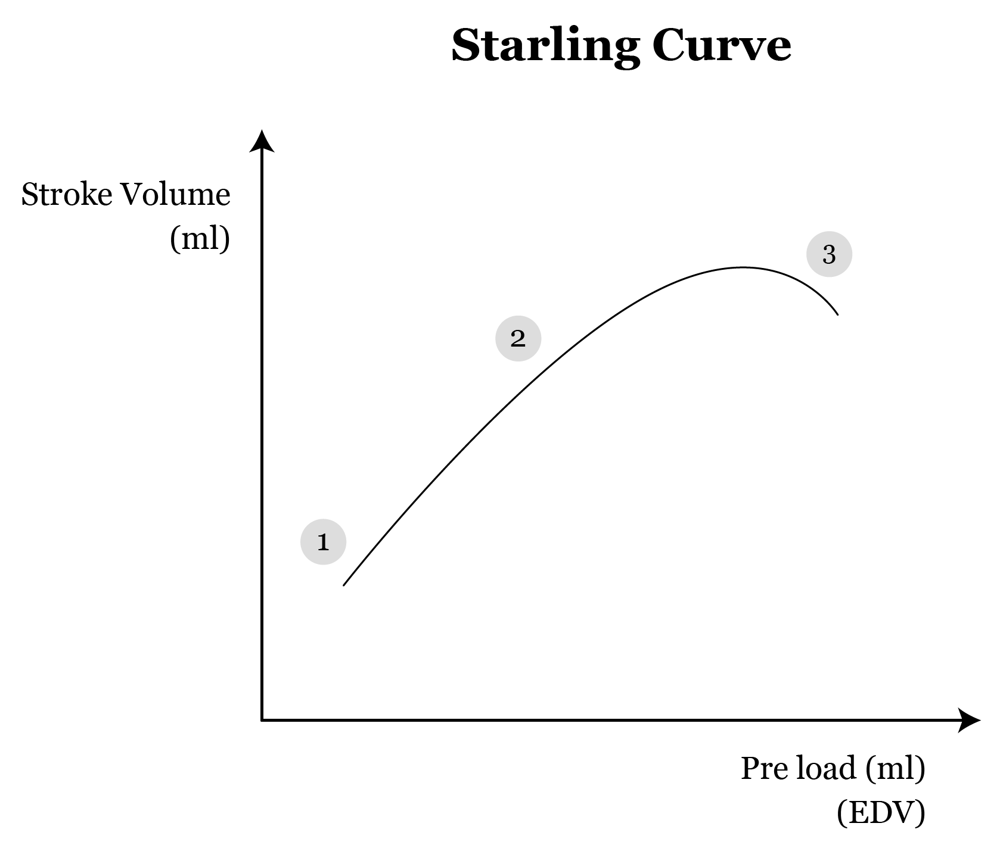 Starling Curve
Stroke Volume
(ml)
3
2
1
Pre load (ml)
(EDV)